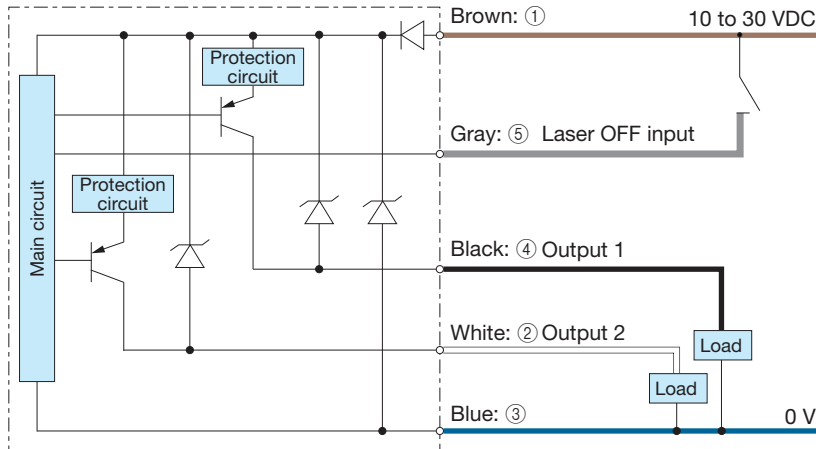 Brown: ① 10 to 30 VDC
Protection
circuit
Gray: ⑤ Laser OFF input
Protection
circuit
Main circuit
Black: ④ Output 1
White: ② Output 2
Load
Load
Blue: ③ 0 V